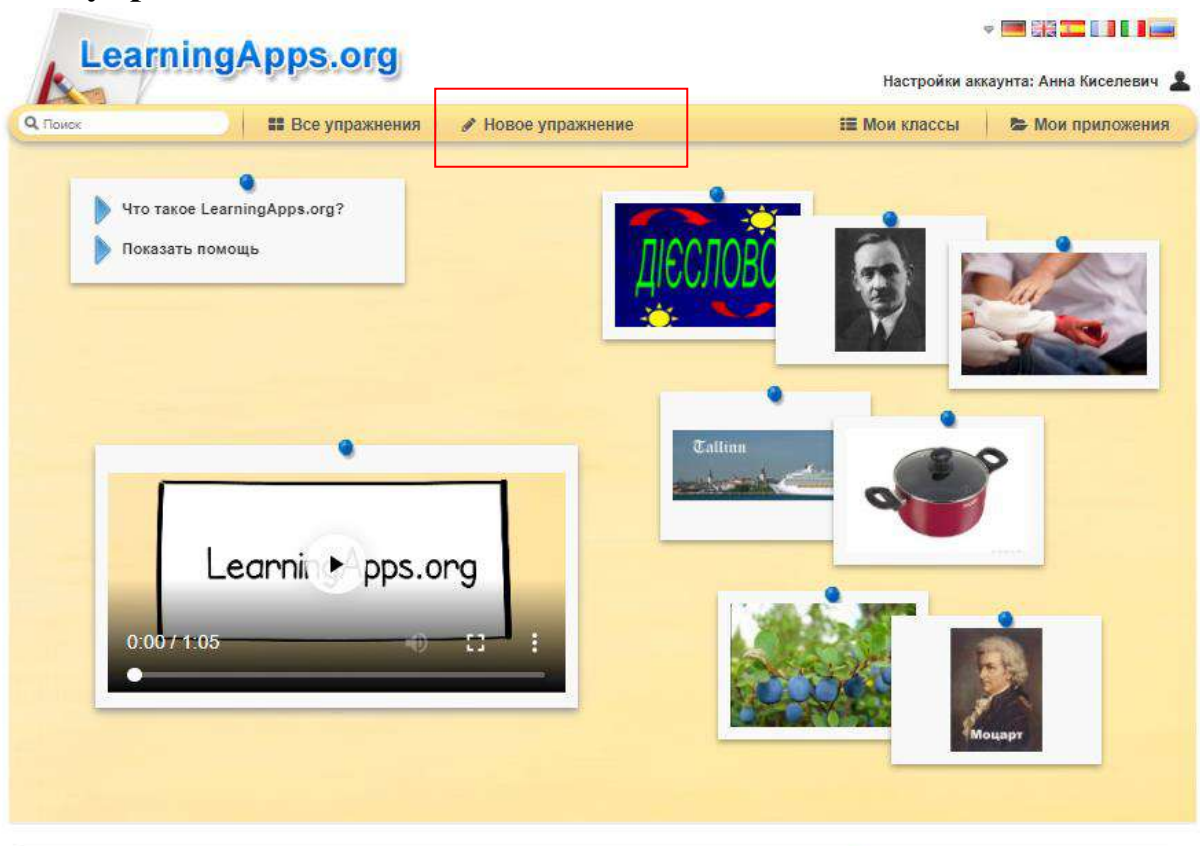 LearningApps.org
Настройки аккаунта: Анна Киселевич
Поиск
Все упражнения
Новое упражнение
Мои классы
Мои приложения
Что такое LearningApps.org?
Показать помощь
ДІЄСЛОВО
Tallinn
LearningApps.org
0:00 / 1:05
Моцарт